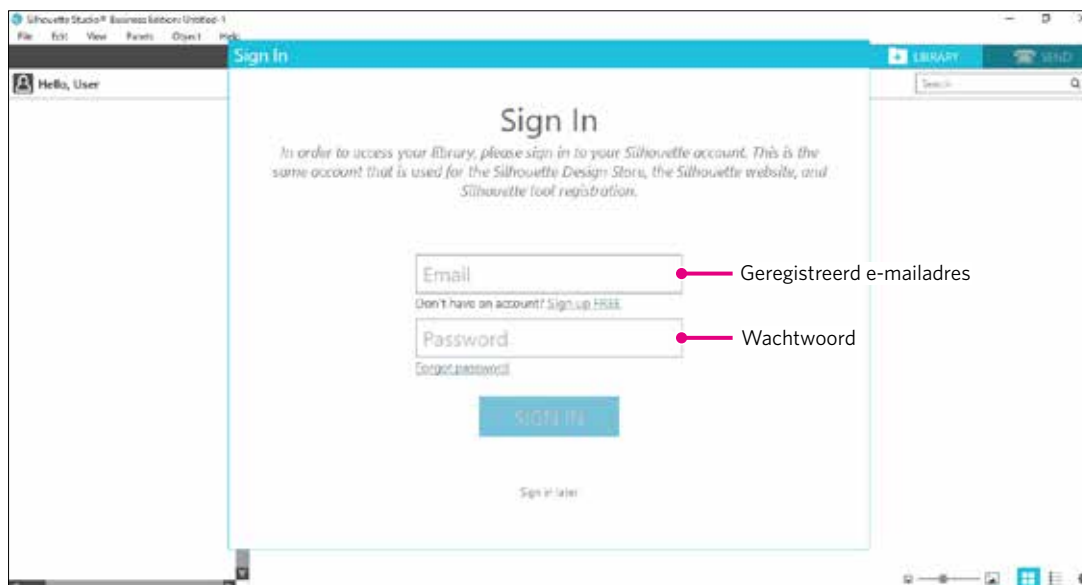 Silhouette Studio® Business Edition: Untitled-1
File Edit View Panels Object Help
Sign In
LIBRARY
SEND
Hello, User
Search
Sign In
In order to access your library, please sign in to your Silhouette account. This is the
same account that is used for the Silhouette Design Store, the Silhouette website, and
Silhouette tool registration.
Email
Geregistreerd e-mailadres
Don't have an account? Sign up FREE
Password
Wachtwoord
Forgot password
SIGN IN
Sign in later